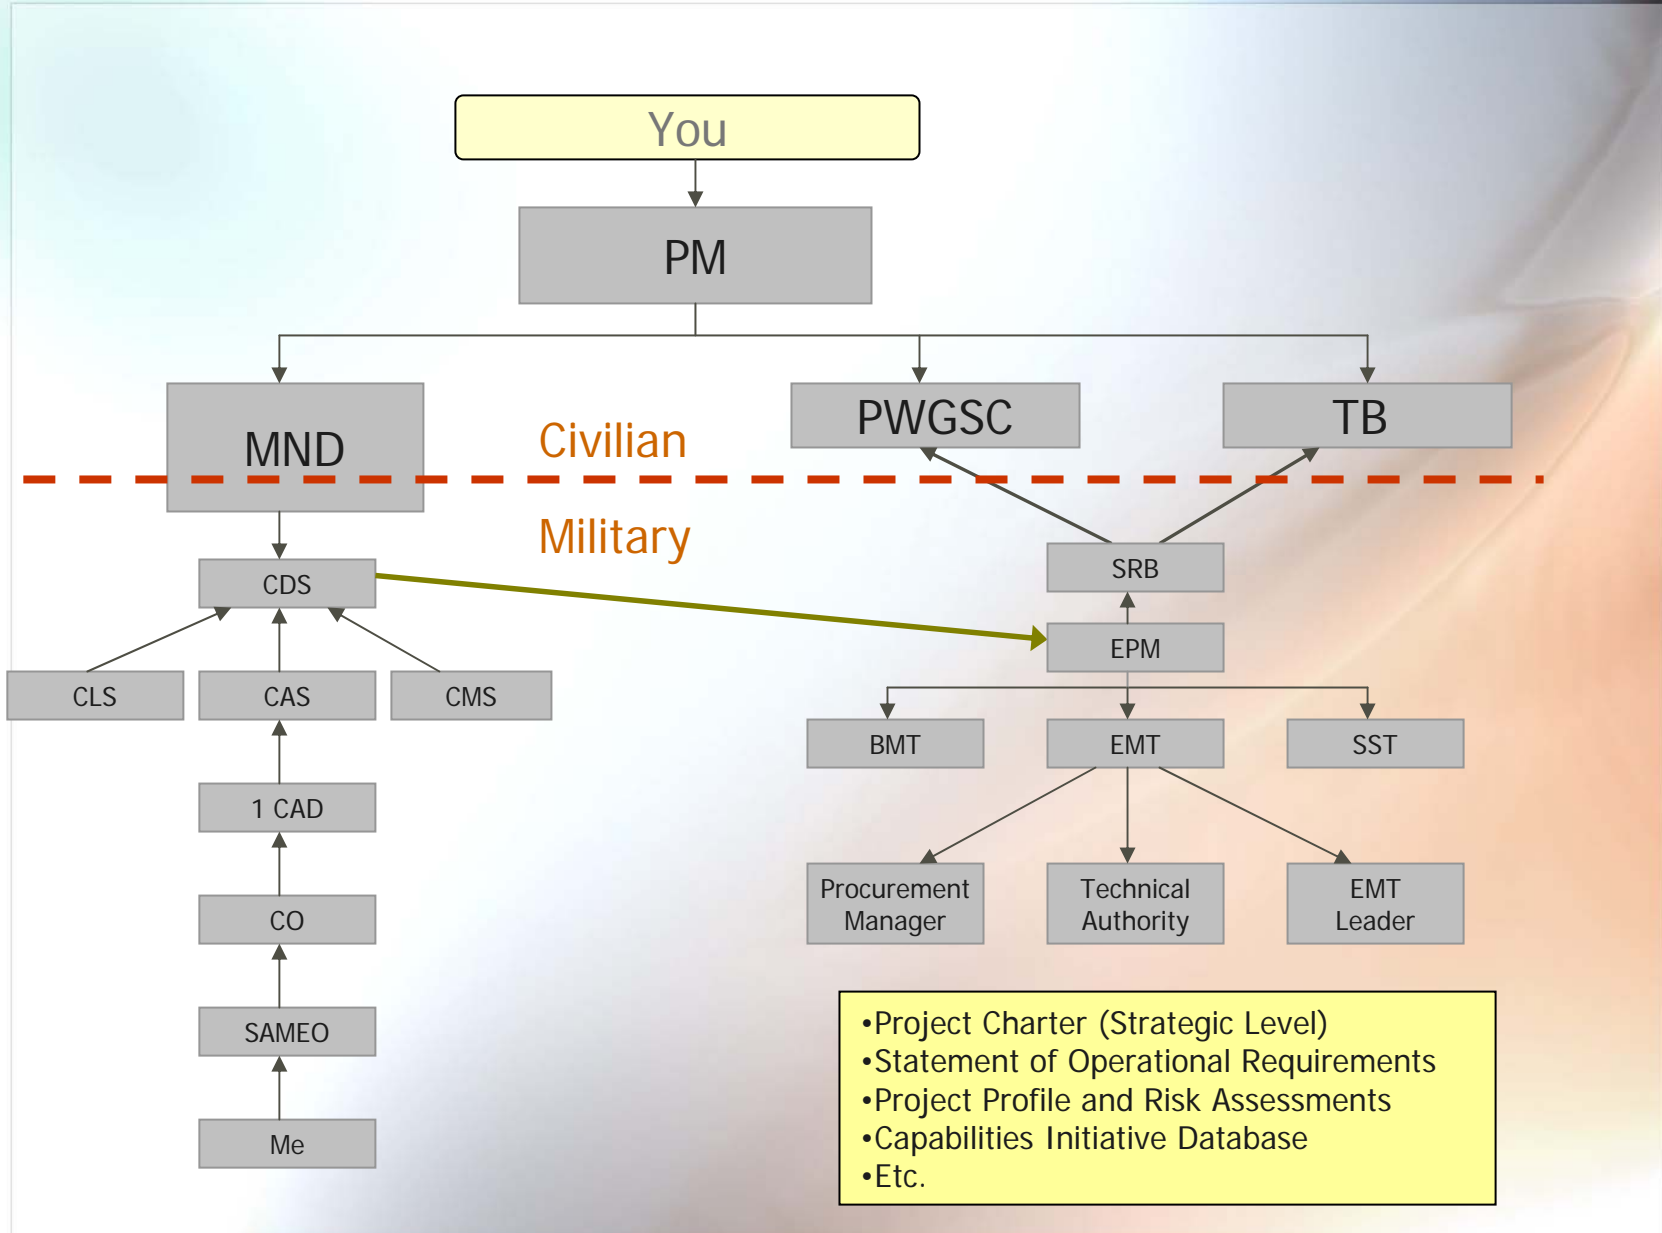 You
PM
MND
PWGSC
TB
Civilian
Military
CDS
SRB
EPM
CLS
CAS
CMS
BMT
EMT
SST
1 CAD
Procurement
Manager
Technical
Authority
EMT
Leader
CO
SAMEO
Me
•Project Charter (Strategic Level)
•Statement of Operational Requirements
•Project Profile and Risk Assessments
•Capabilities Initiative Database
•Etc.